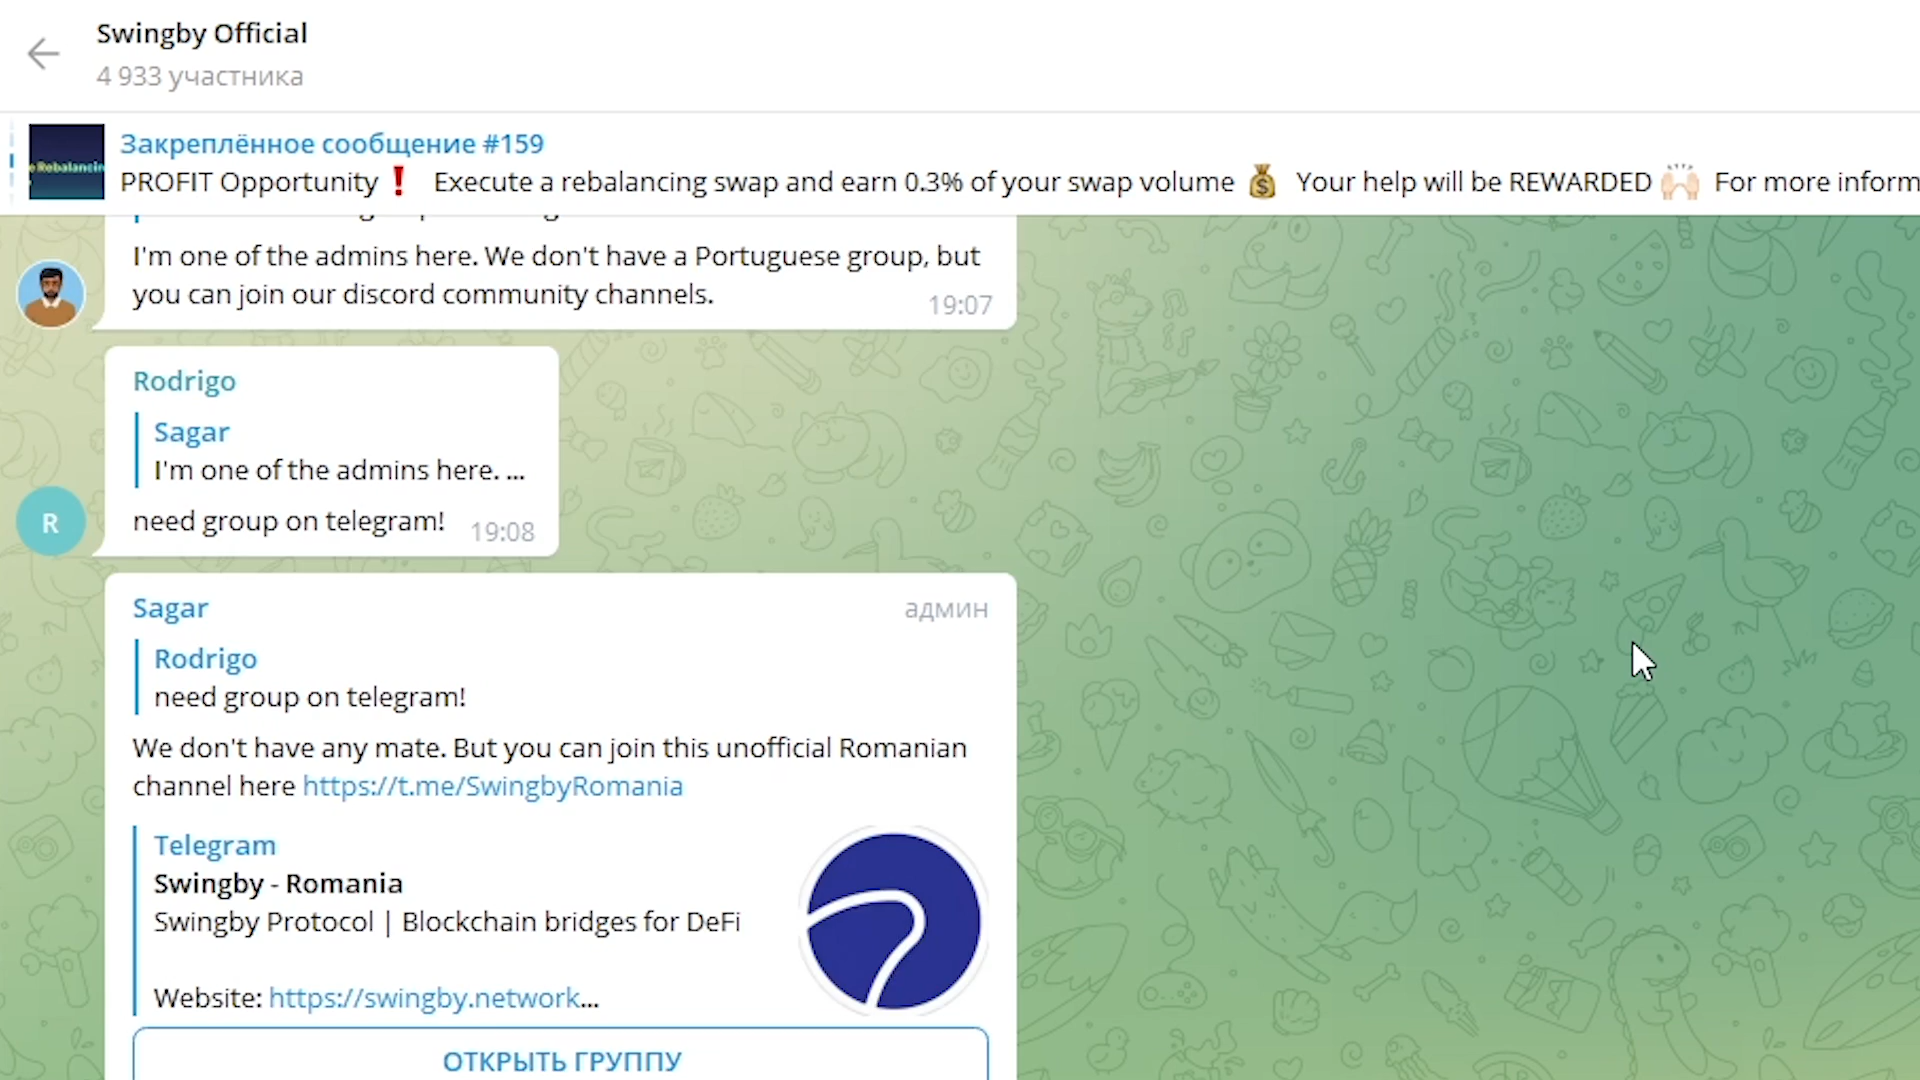 Swingby Official
4 933 участника
Закреплённое сообщение #159
PROFIT Opportunity❗ Execute a rebalancing swap and earn 0.3% of your swap volume 💰 Your help will be REWARDED 🙌🏻 For more inform
e Rebalancin
I'm one of the admins here. We don't have a Portuguese group, but
you can join our discord community channels.
19:07
Rodrigo
Sagar
I'm one of the admins here. ...
R
need group on telegram!
19:08
Sagar
админ
Rodrigo
need group on telegram!
We don't have any mate. But you can join this unofficial Romanian
channel here https://t.me/SwingbyRomania
Telegram
Swingby - Romania
Swingby Protocol | Blockchain bridges for DeFi
Website: https://swingby.network...
ОТКРЫТЬ ГРУППУ